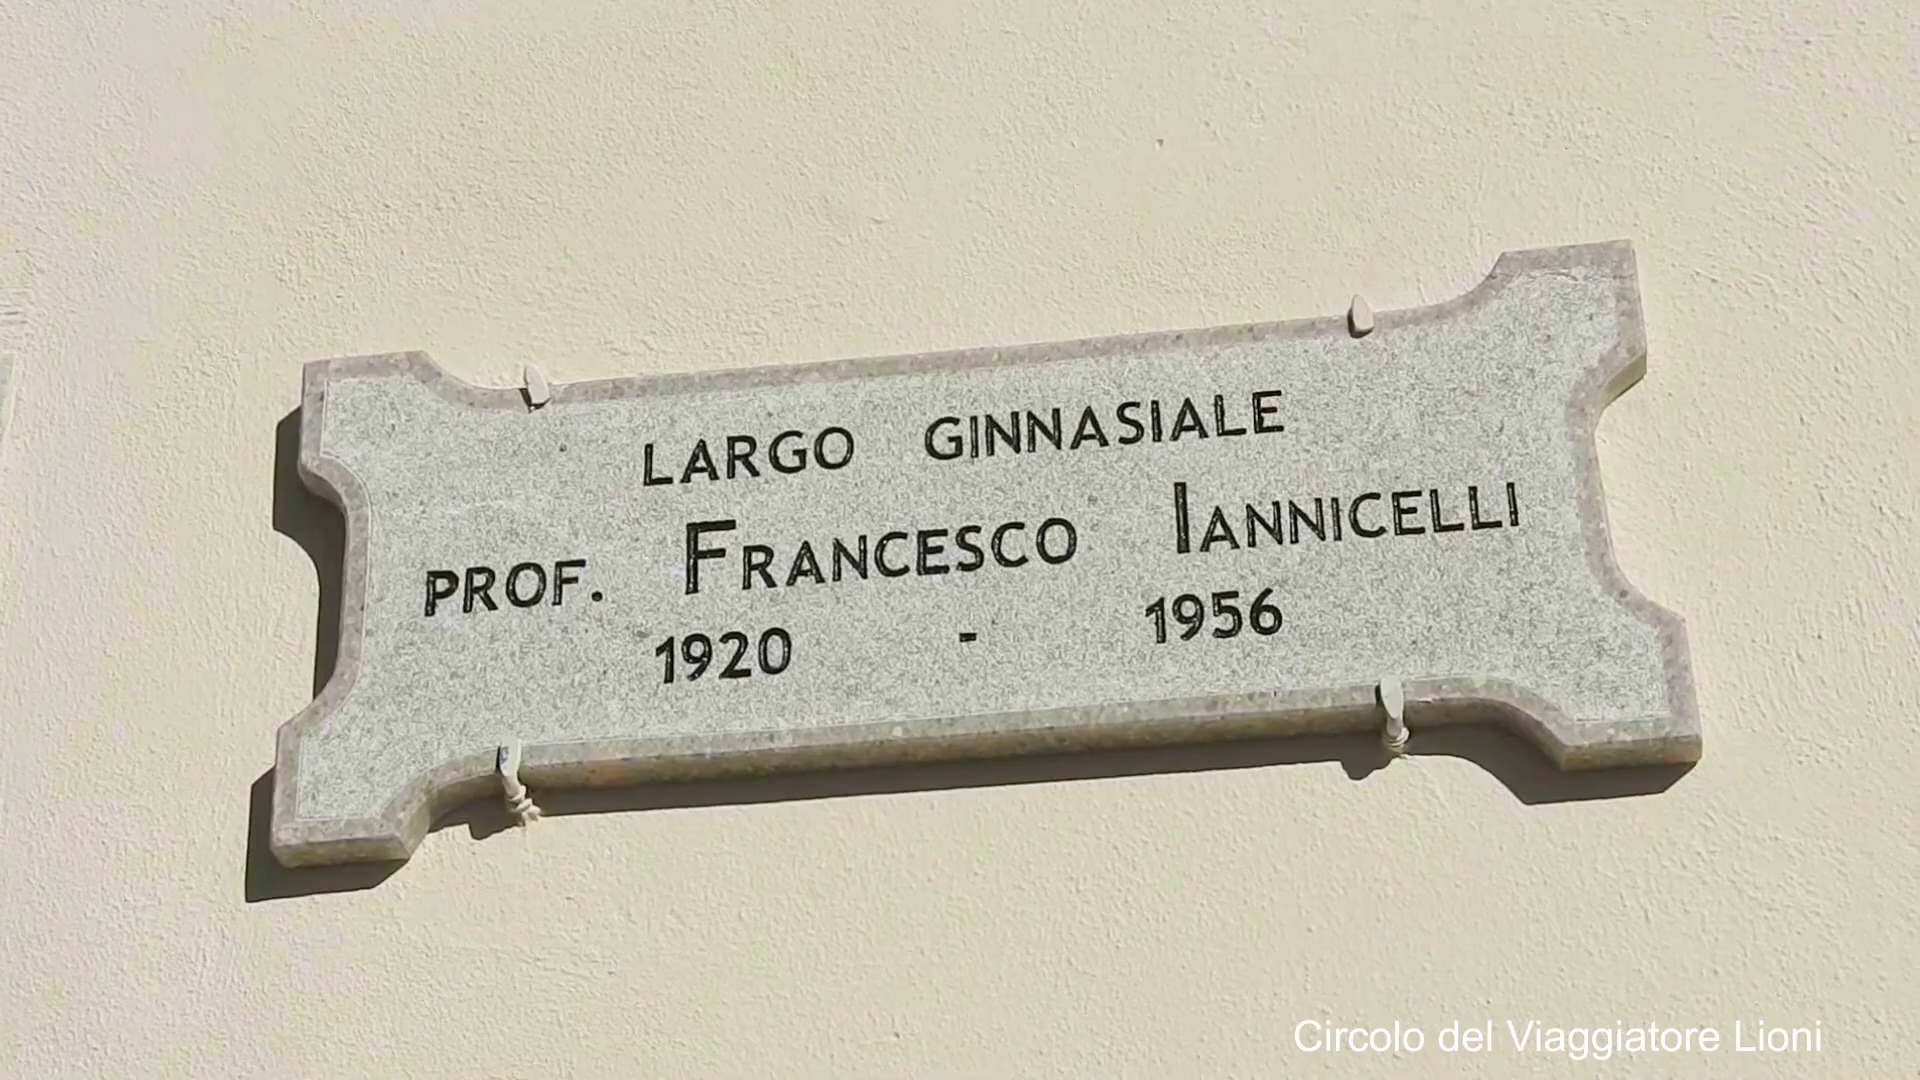 LARGO GINNASIALE
PROF. FRANCESCO IANNICELLI
1920 - 1956
Circolo del Viaggiatore Lioni